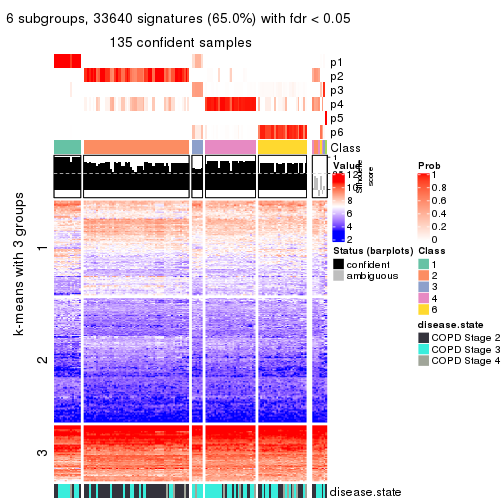 6 subgroups, 33640 signatures (65.0%) with fdr < 0.05
135 confident samples
p1
p2
p3
p4
p5
p6
Class
1
Silhouette
score
k-means with 3 groups
1
2
3
disease.state
Value
12
10
8
6
4
2
Status (barplots)
confident
ambiguous
Prob
1
0.8
0.6
0.4
0.2
0
Class
1
2
3
4
6
disease.state
COPD Stage 2
COPD Stage 3
COPD Stage 4